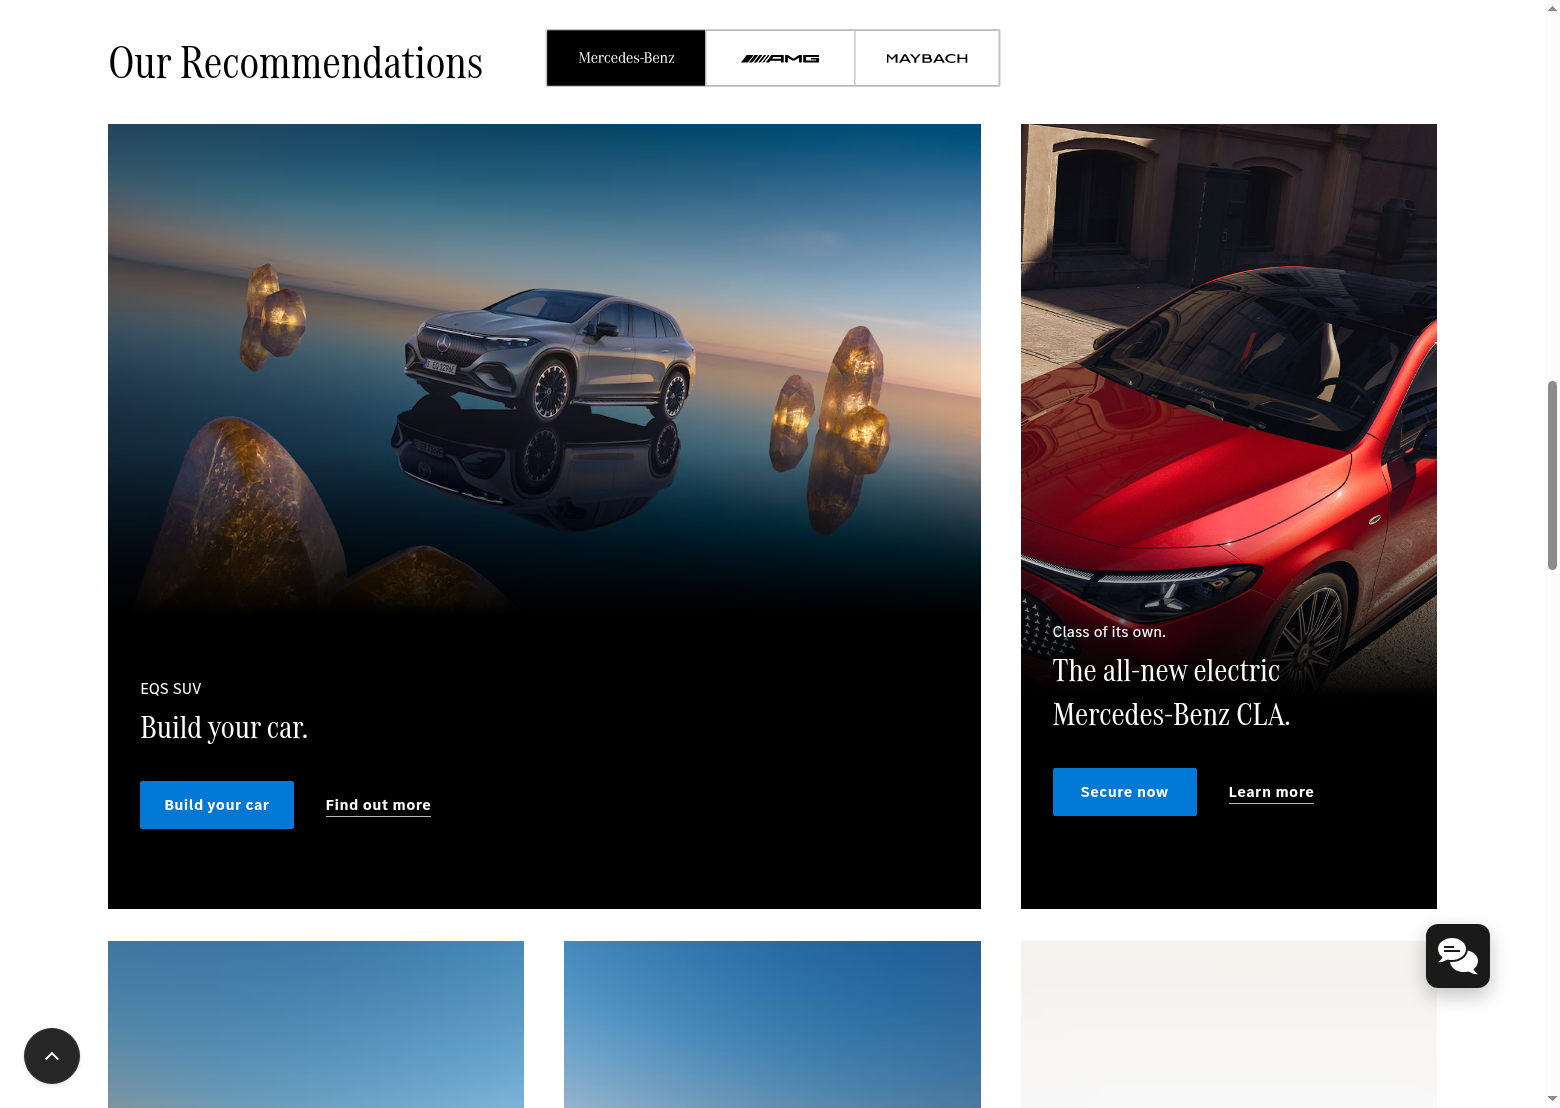 Our Recommendations
Mercedes-Benz
AMG
MAYBACH
EQS SUV
Build your car.
Build your car
Find out more
Class of its own.
The all-new electric
Mercedes-Benz CLA.
Secure now
Learn more